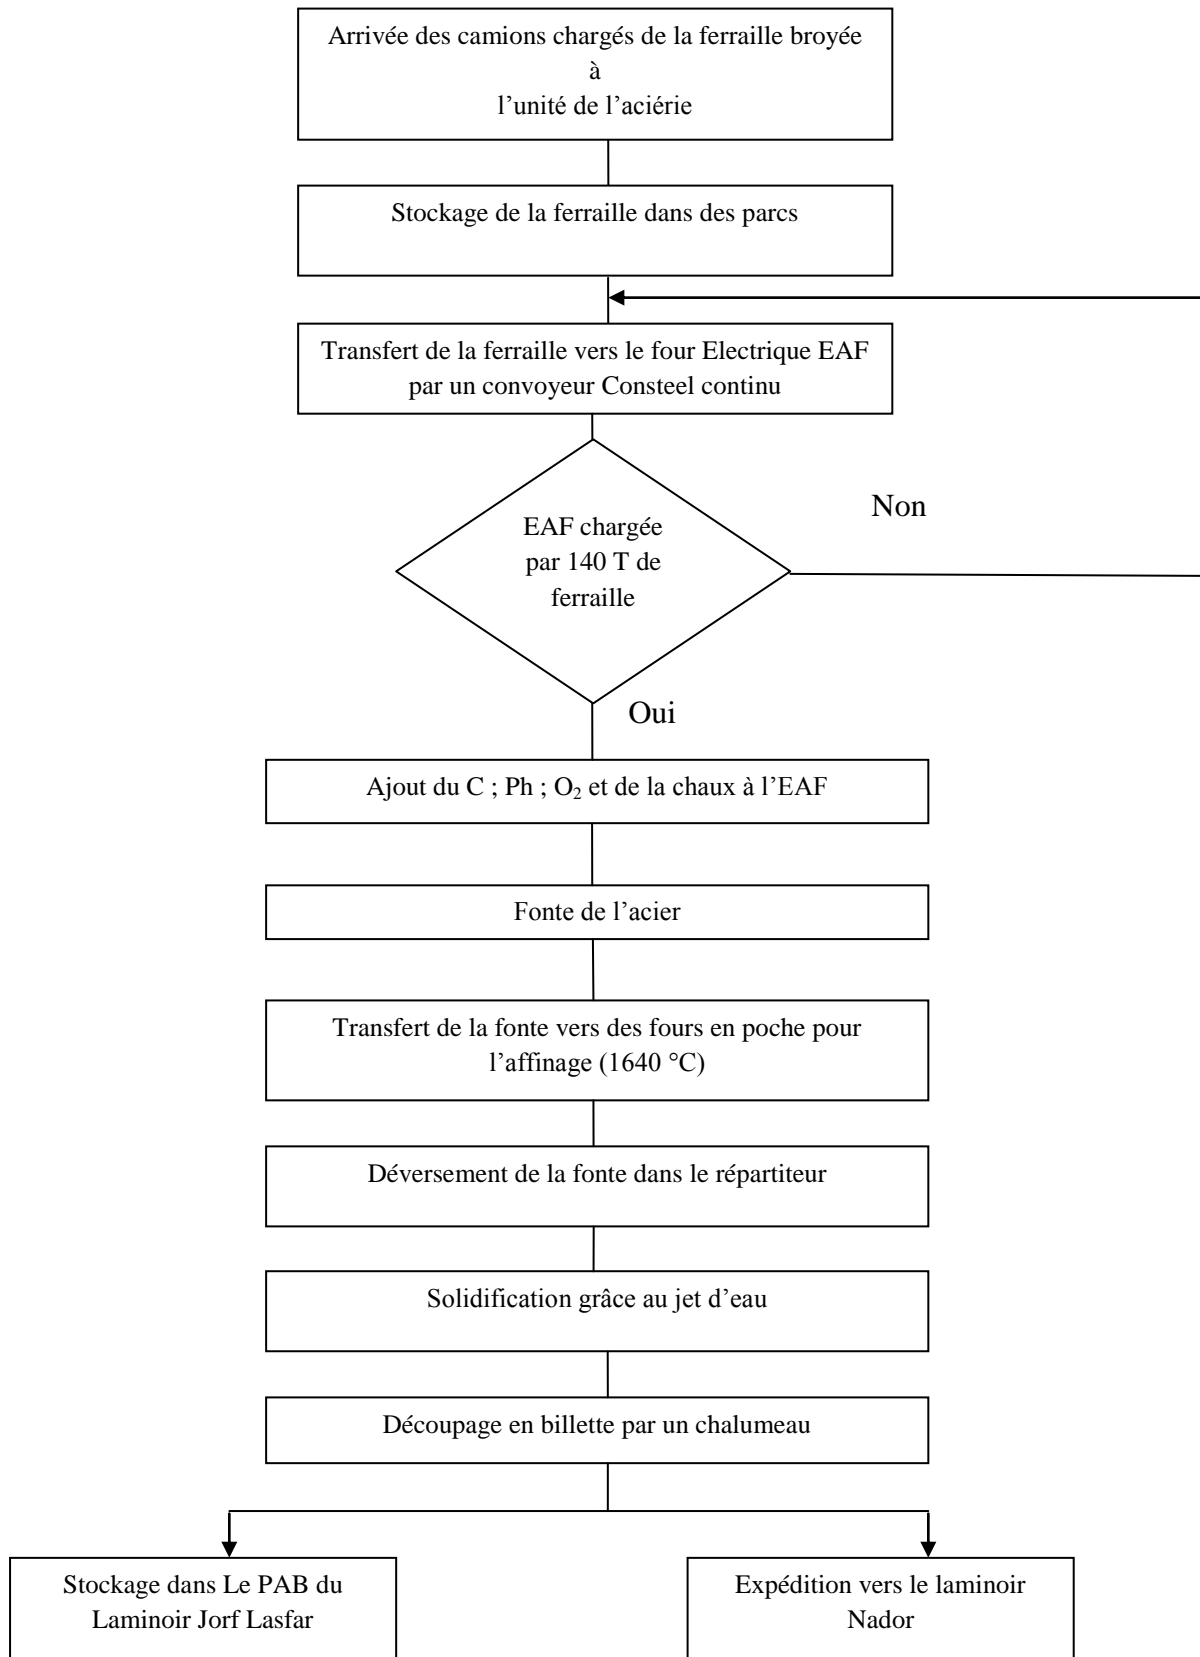 Arrivée des camions chargés de la ferraille broyée
à
l’unité de l’aciérie
Stockage de la ferraille dans des parcs
Transfert de la ferraille vers le four Electrique EAF
par un convoyeur Consteel continu
EAF chargée
par 140 T de
ferraille
Non
Oui
Ajout du C ; Ph ; O₂ et de la chaux à l’EAF
Fonte de l’acier
Transfert de la fonte vers des fours en poche pour
l’affinage (1640 °C)
Déversement de la fonte dans le répartiteur
Solidification grâce au jet d’eau
Découpage en billette par un chalumeau
Stockage dans Le PAB du
Laminoir Jorf Lasfar
Expédition vers le laminoir
Nador